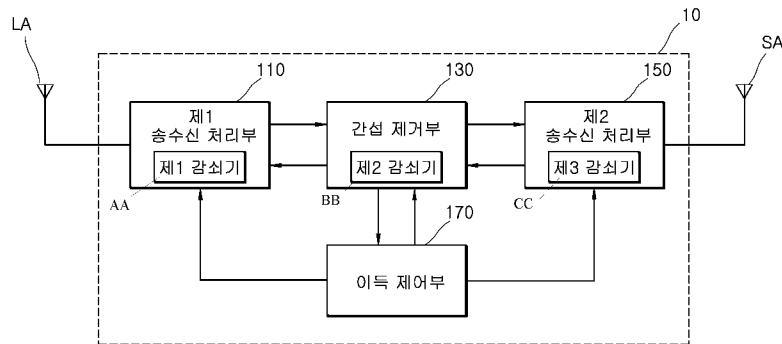 LA
10
SA
110
130
150
제1
송수신 처리부
제1 감쇠기
간섭 제거부
제2 감쇠기
제2
송수신 처리부
제3 감쇠기
AA
BB
CC
170
이득 제어부